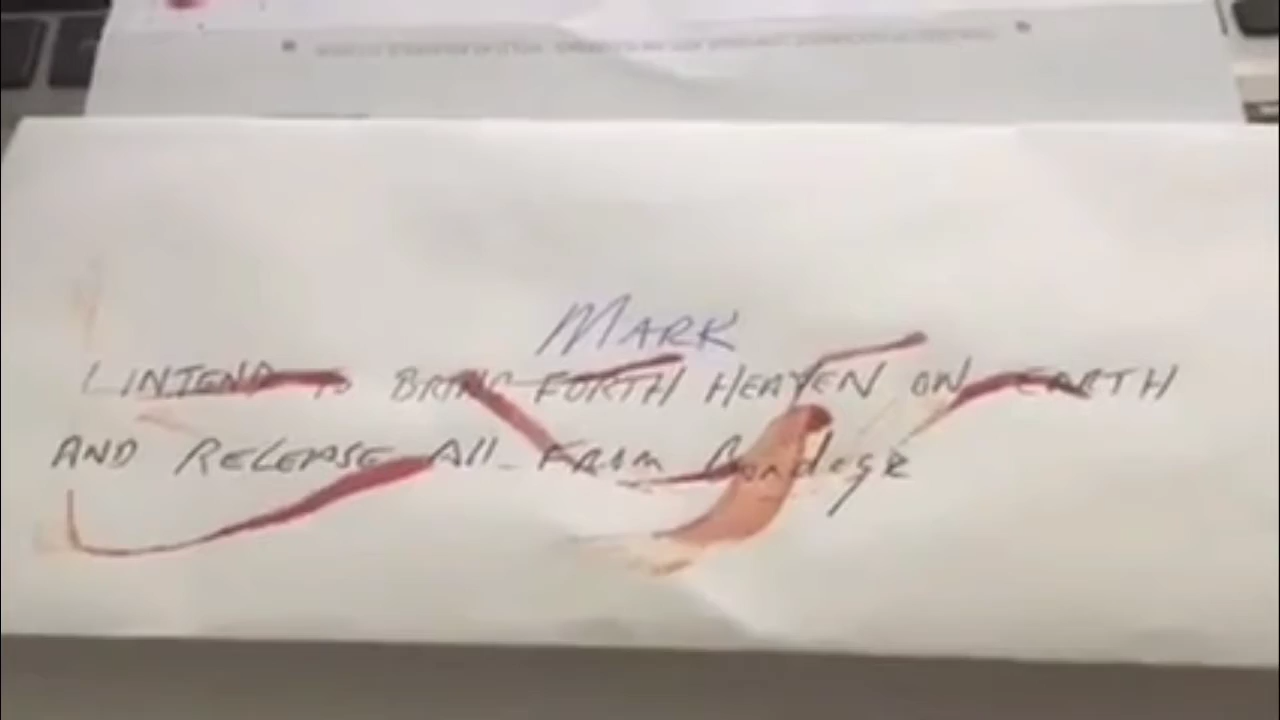 MARK
I INTEND TO BRING FORTH HEAVEN ON EARTH
AND RELEASE All FROM Bondage